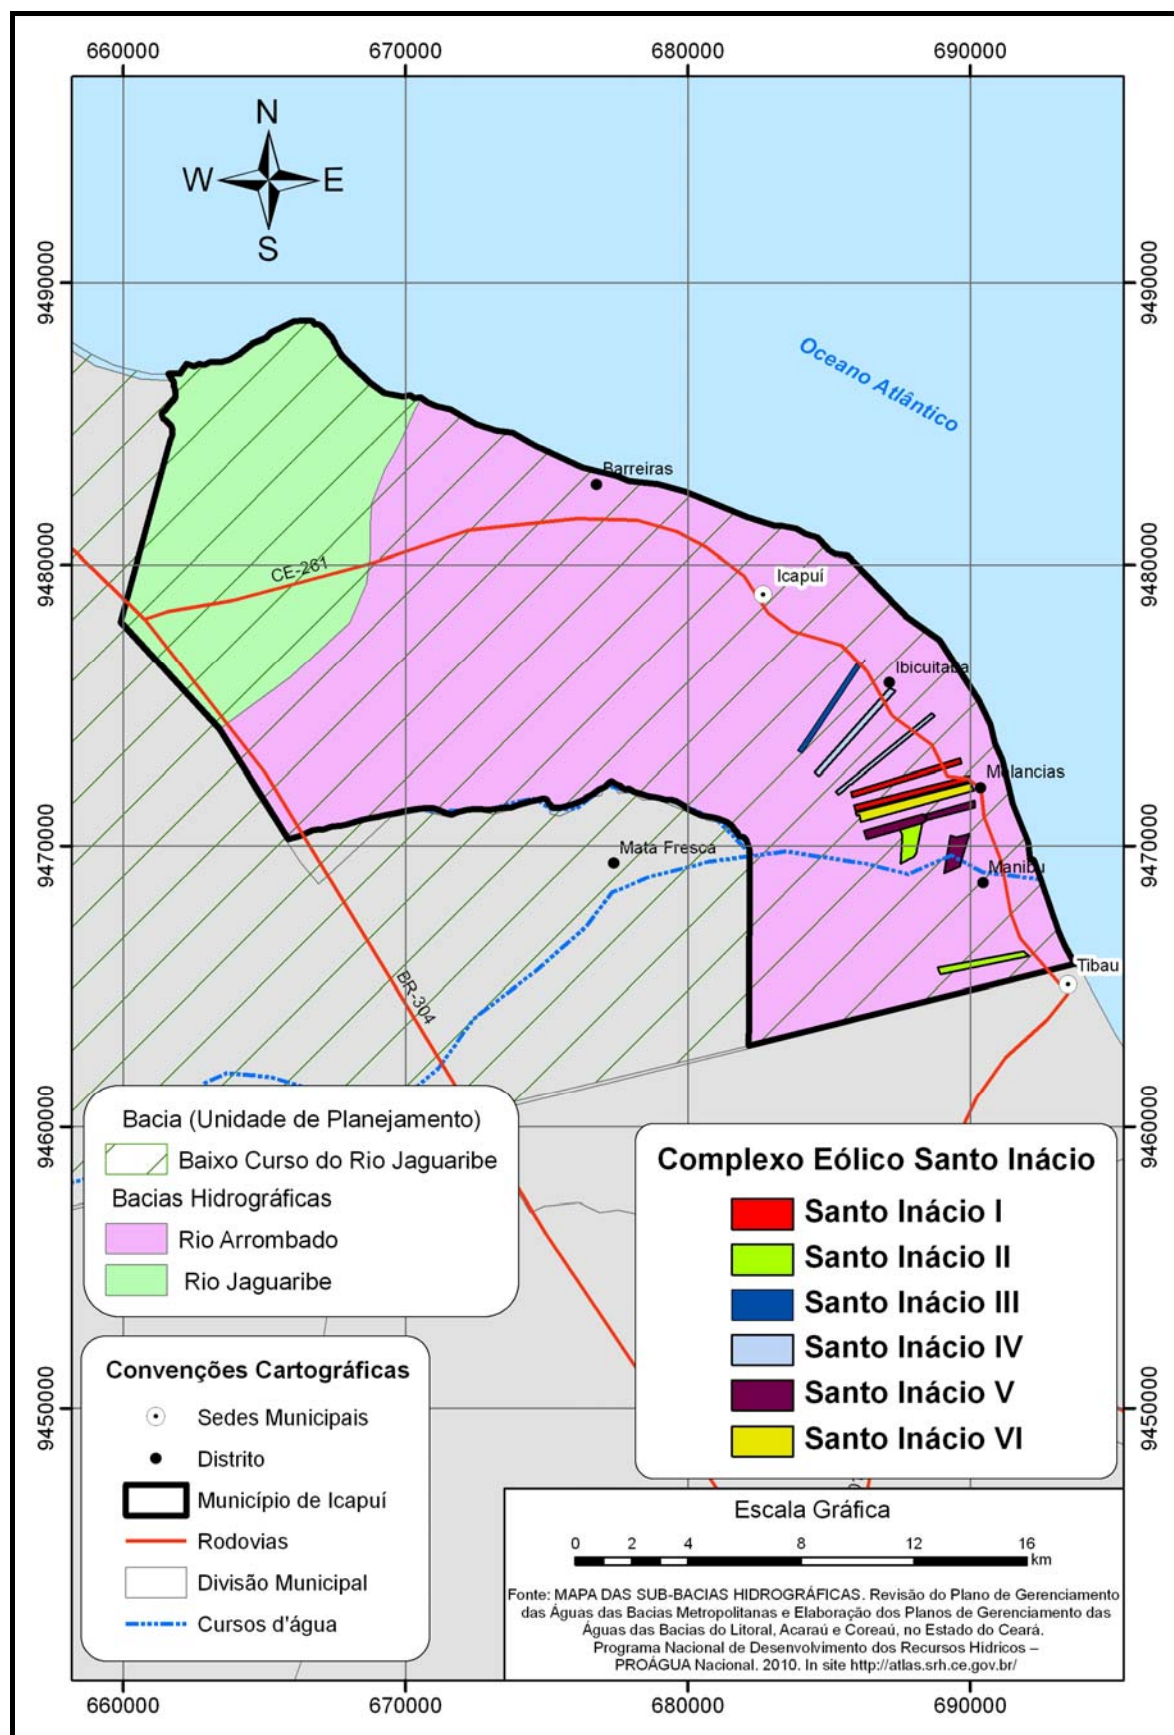 660000 670000 680000 690000
N
W E
S
9490000 9490000
Oceano Atlântico
Barreiras
9480000 9480000
CE-261
Icapuí
Ibicuitaba
Melancias
9470000 9470000
Mata Fresca
Manibu
Tibau
BR-304
9460000 9460000
Bacia (Unidade de Planejamento)
Baixo Curso do Rio Jaguaribe
Bacias Hidrográficas
Rio Arrombado
Rio Jaguaribe
Complexo Eólico Santo Inácio
Santo Inácio I
Santo Inácio II
Santo Inácio III
Santo Inácio IV
Santo Inácio V
Santo Inácio VI
9450000 9450000
Convenções Cartográficas
Sedes Municipais
Distrito
Município de Icapuí
Rodovias
Divisão Municipal
Cursos d'água
Escala Gráfica
0 2 4 8 12 16
km
Fonte: MAPA DAS SUB-BACIAS HIDROGRÁFICAS. Revisão do Plano de Gerenciamento
das Águas das Bacias Metropolitanas e Elaboração dos Planos de Gerenciamento das
Águas das Bacias do Litoral, Acaraú e Coreaú, no Estado do Ceará.
Programa Nacional de Desenvolvimento dos Recursos Hídricos –
PROÁGUA Nacional. 2010. In site http://atlas.srh.ce.gov.br/
660000 670000 680000 690000